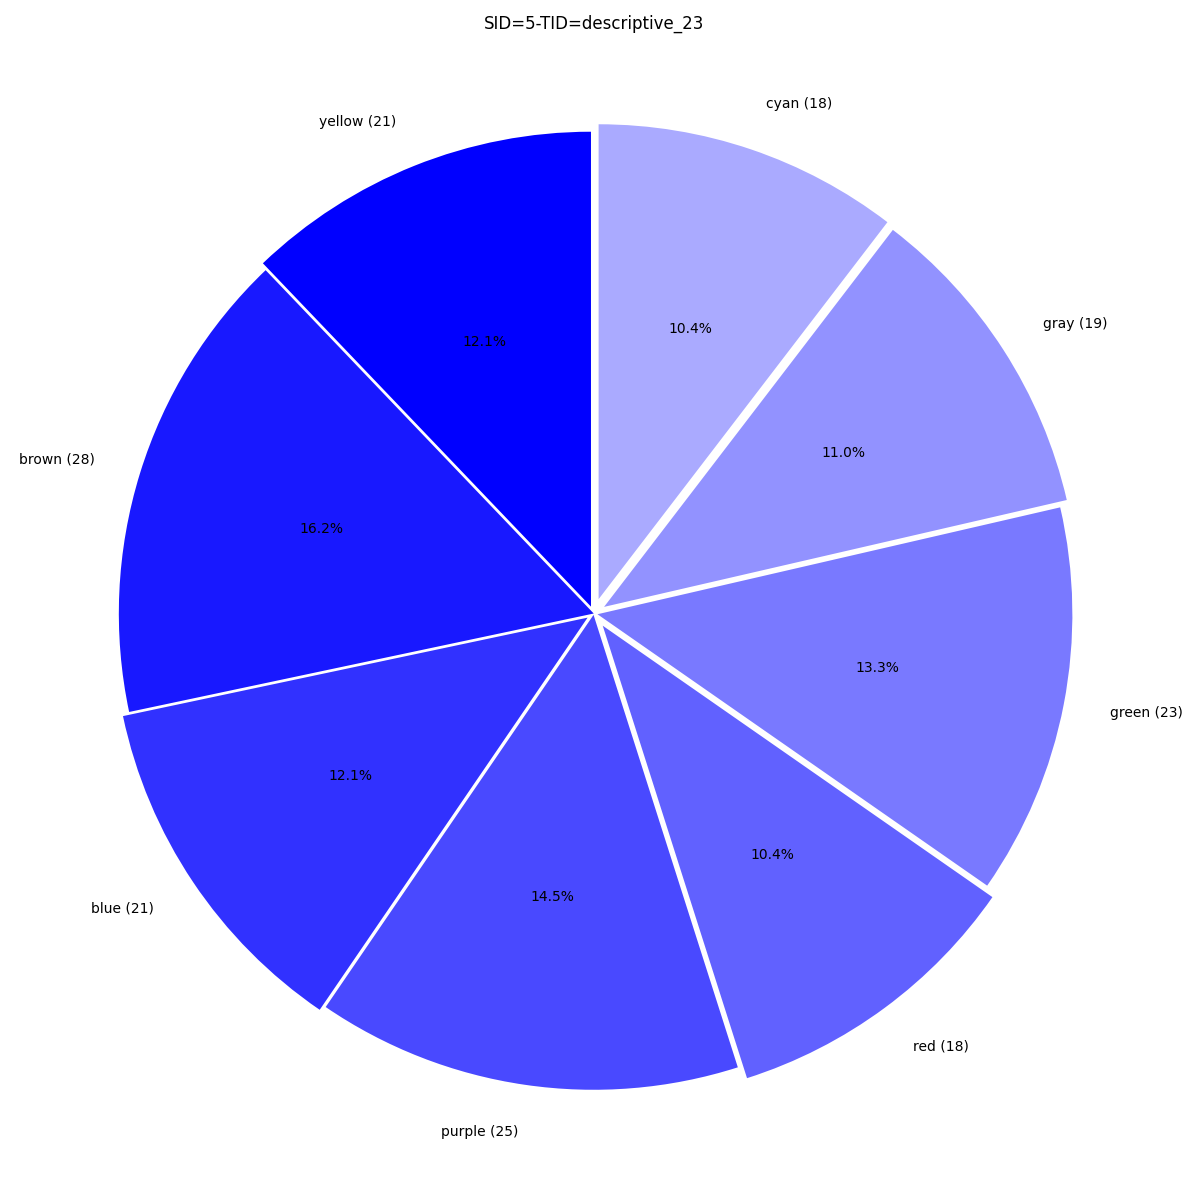 SID=5-TID=descriptive_23
cyan (18)
yellow (21)
gray (19)
10.4%
12.1%
11.0%
brown (28)
16.2%
13.3%
green (23)
12.1%
10.4%
14.5%
blue (21)
red (18)
purple (25)